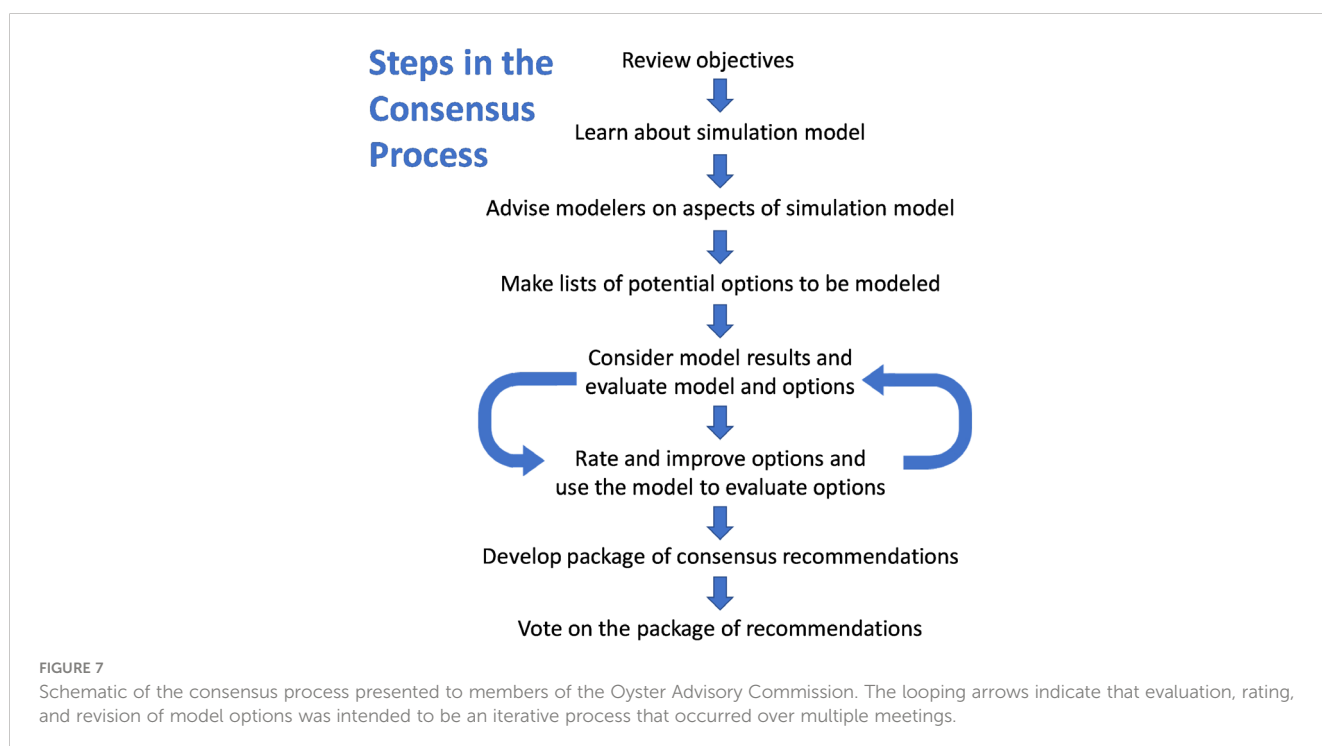 Steps in the
Consensus
Process
Review objectives
Learn about simulation model
Advise modelers on aspects of simulation model
Make lists of potential options to be modeled
Consider model results and
evaluate model and options
Rate and improve options and
use the model to evaluate options
Develop package of consensus recommendations
Vote on the package of recommendations
FIGURE 7
Schematic of the consensus process presented to members of the Oyster Advisory Commission. The looping arrows indicate that evaluation, rating,
and revision of model options was intended to be an iterative process that occurred over multiple meetings.